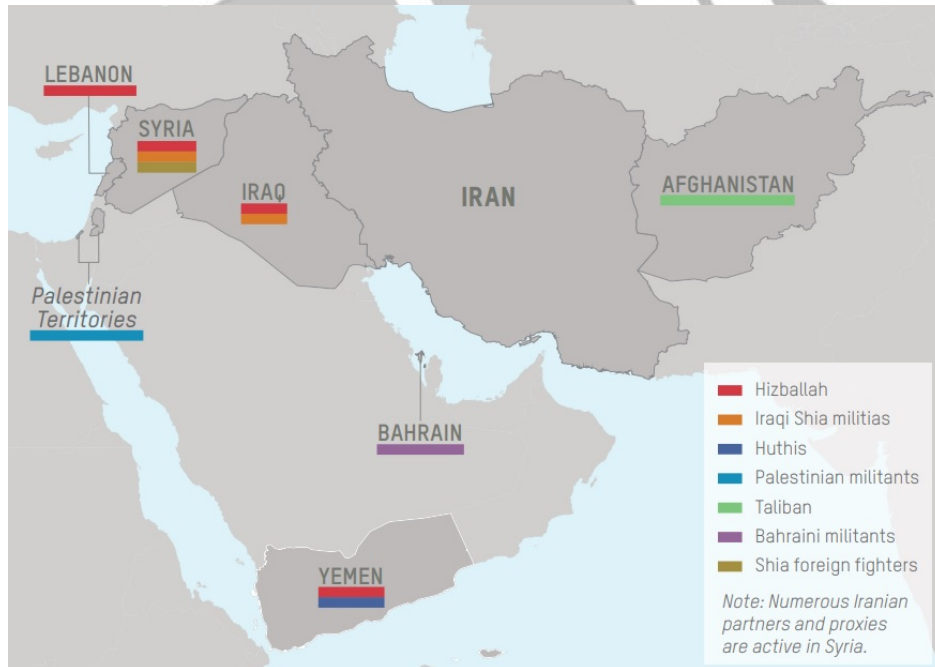 LEBANON
SYRIA
IRAQ
IRAN
AFGHANISTAN
Palestinian
Territories
BAHRAIN
YEMEN
Hizballah
Iraqi Shia militias
Huthis
Palestinian militants
Taliban
Bahraini militants
Shia foreign fighters
Note: Numerous Iranian
partners and proxies
are active in Syria.